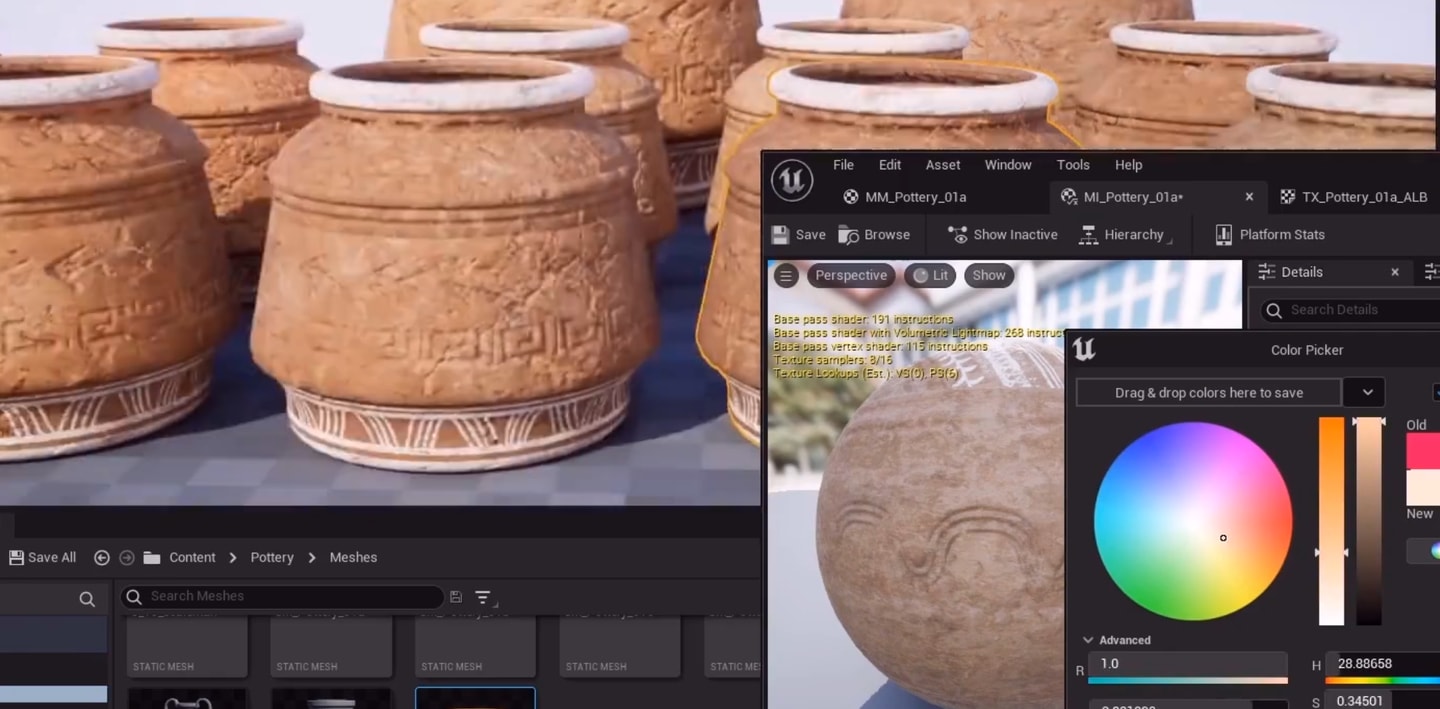 File Edit Asset Window Tools Help
MM_Pottery_01a MI_Pottery_01a* TX_Pottery_01a_ALB
Save Browse Show Inactive Hierarchy Platform Stats
Perspective Lit Show
Details
Search Details
Base pass shader: 191 instructions
Base pass shader with Volumetric Lightmap: 268 instruct
Base pass vertex shader: 115 instructions
Texture samplers: 8/16
Texture Lookups (Est.): VS(0), PS(6)
Color Picker
Drag & drop colors here to save
Old
New
Advanced
R 1.0 H 28.88658
S 0.34501
Save All Content Pottery Meshes
Search Meshes
STATIC MESH STATIC MESH STATIC MESH STATIC MESH STATIC ME